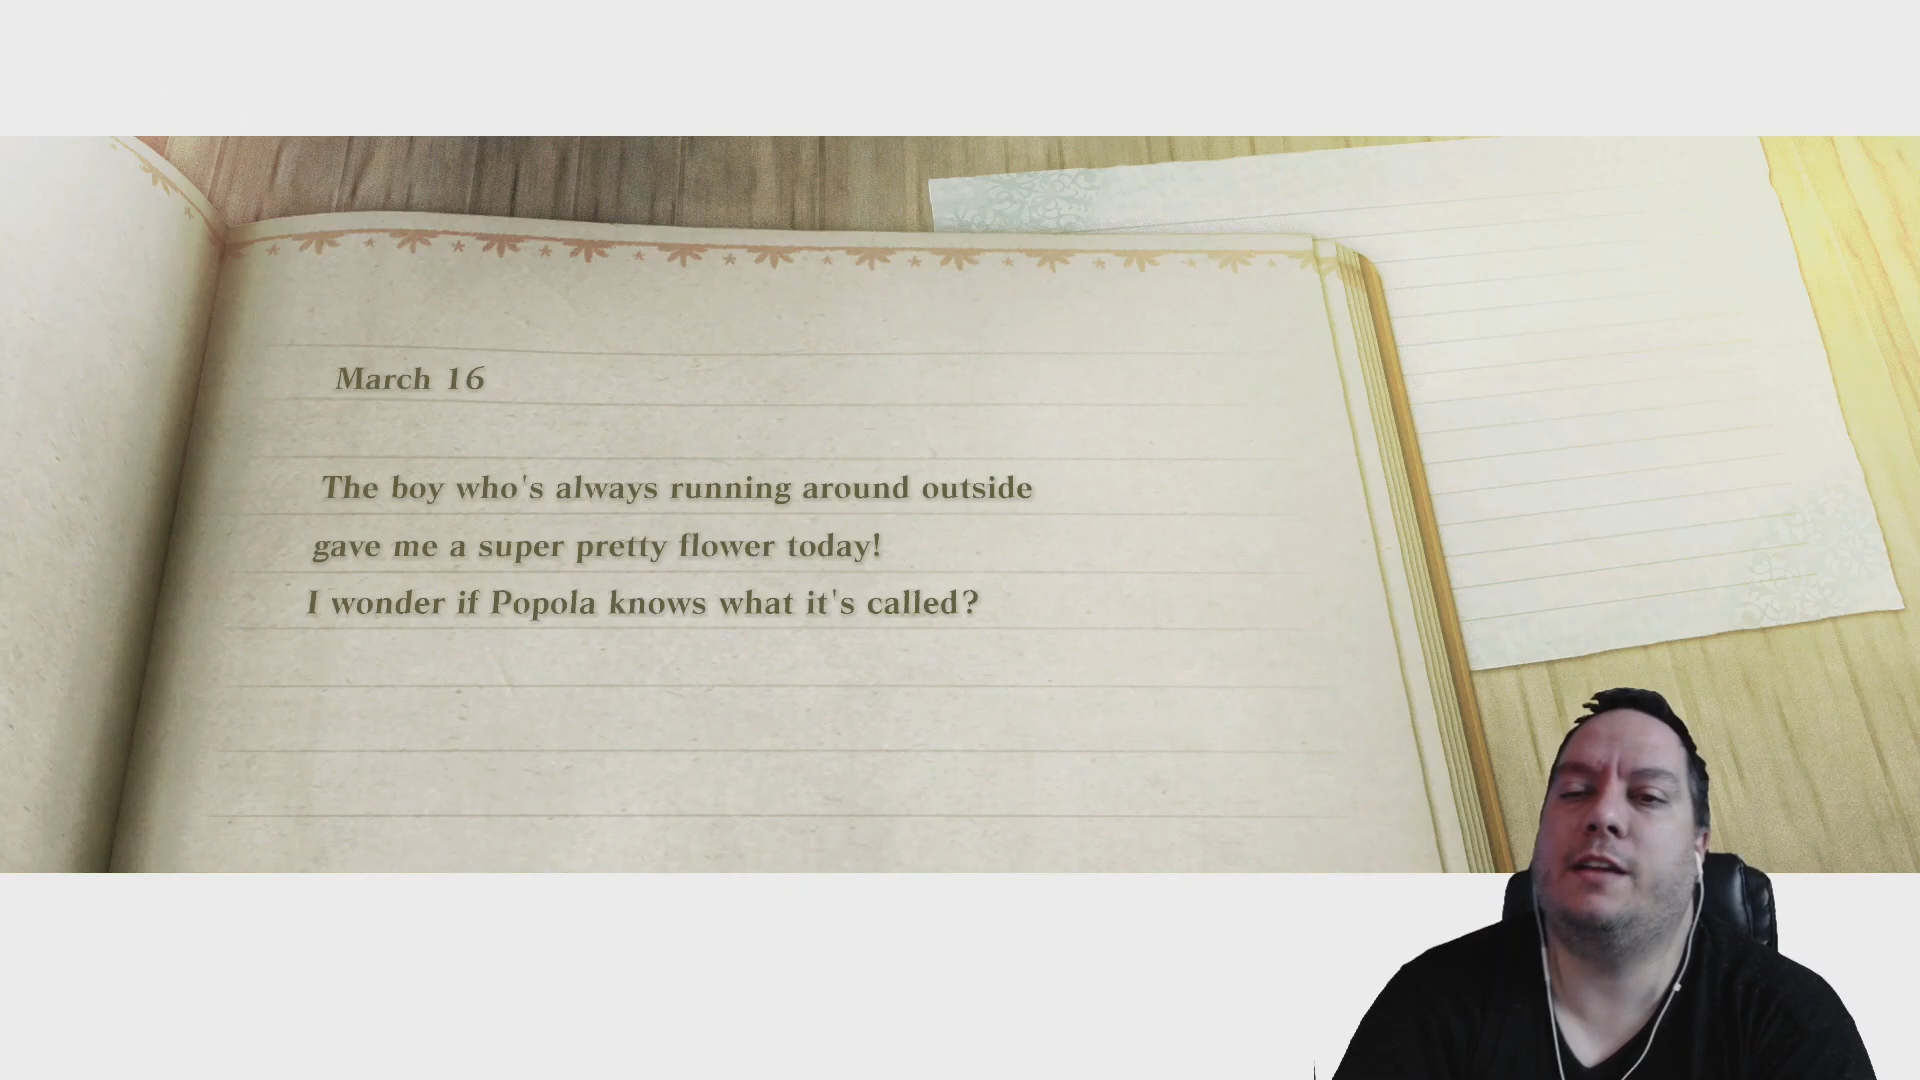 March 16
The boy who's always running around outside
gave me a super pretty flower today!
I wonder if Popola knows what it's called?